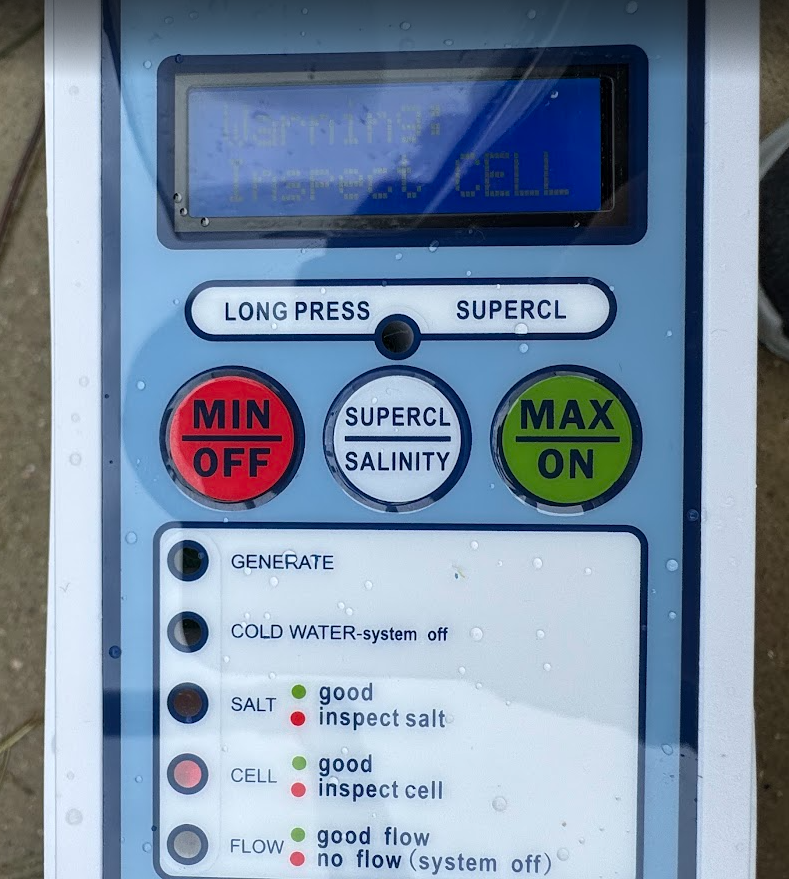 Warning:
Inspect CELL
LONG PRESS SUPERCL
MIN
OFF
SUPERCL
SALINITY
MAX
ON
GENERATE
COLD WATER-system off
SALT good
inspect salt
CELL good
inspect cell
FLOW good flow
no flow (system off)